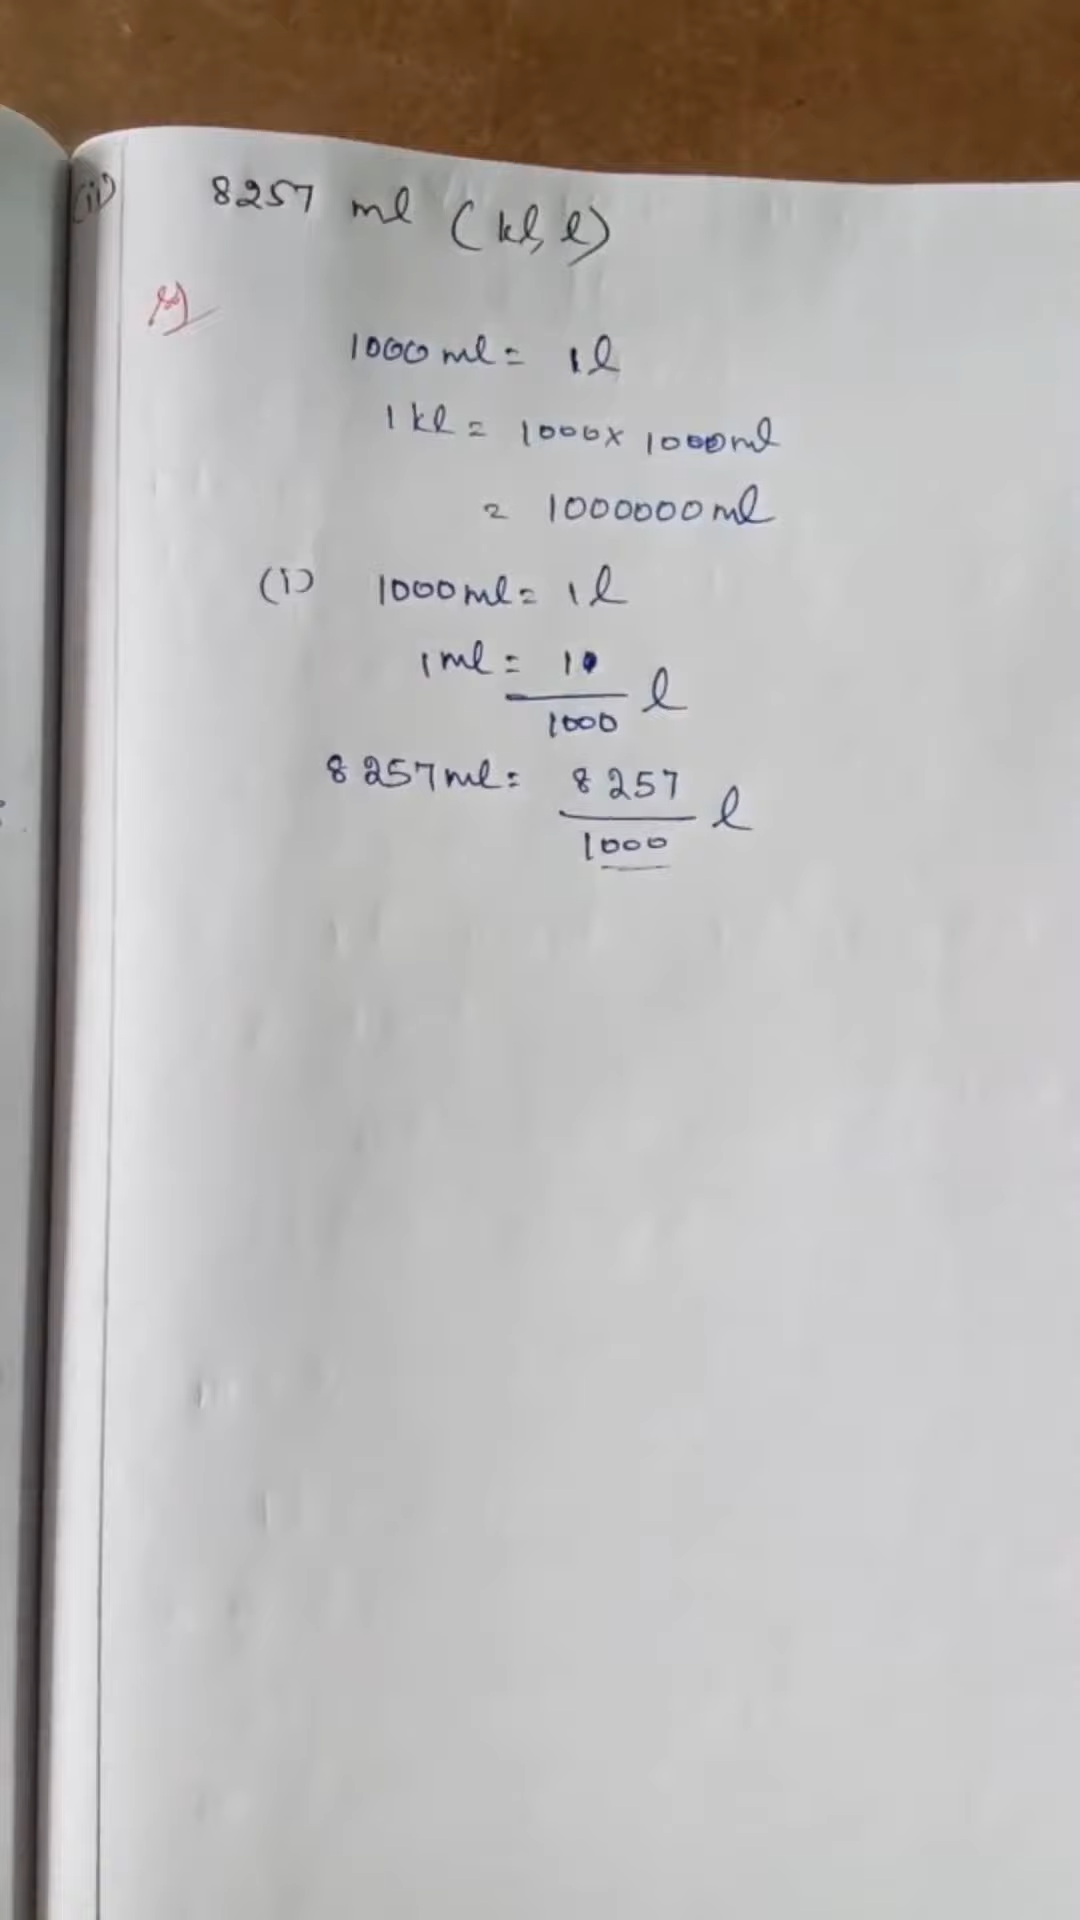 (ii) 8257 ml (kl, l)
1000 ml = 1 l
1 kl = 1000 x 1000 ml
= 1000000 ml
(i) 1000 ml = 1 l
1 ml = 1
1000 l
8257 ml = 8257
1000 l